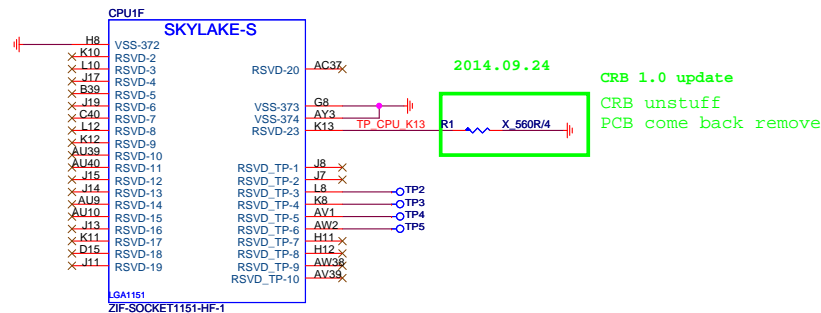 CPU1F
SKYLAKE-S
H8 VSS-372
K10 RSVD-2
L10 RSVD-3
J17 RSVD-4
B39 RSVD-5
J19 RSVD-6
C40 RSVD-7
L12 RSVD-8
K12 RSVD-9
AU39 RSVD-10
AU40 RSVD-11
J15 RSVD-12
J14 RSVD-13
AU9 RSVD-14
AU10 RSVD-15
J13 RSVD-16
K11 RSVD-17
D15 RSVD-18
J11 RSVD-19
RSVD-20 AC37
VSS-373 G8
VSS-374 AY3
RSVD-23 K13 TP_CPU_K13 R1 X_560R/4
RSVD_TP-1 J8
RSVD_TP-2 J7
RSVD_TP-3 L8 TP2
RSVD_TP-4 K8 TP3
RSVD_TP-5 AV1 TP4
RSVD_TP-6 AW2 TP5
RSVD_TP-7 H11
RSVD_TP-8 H12
RSVD_TP-9 AW38
RSVD_TP-10 AV39
LGA1151
ZIF-SOCKET1151-HF-1
2014.09.24
CRB 1.0 update
CRB unstuff
PCB come back remove